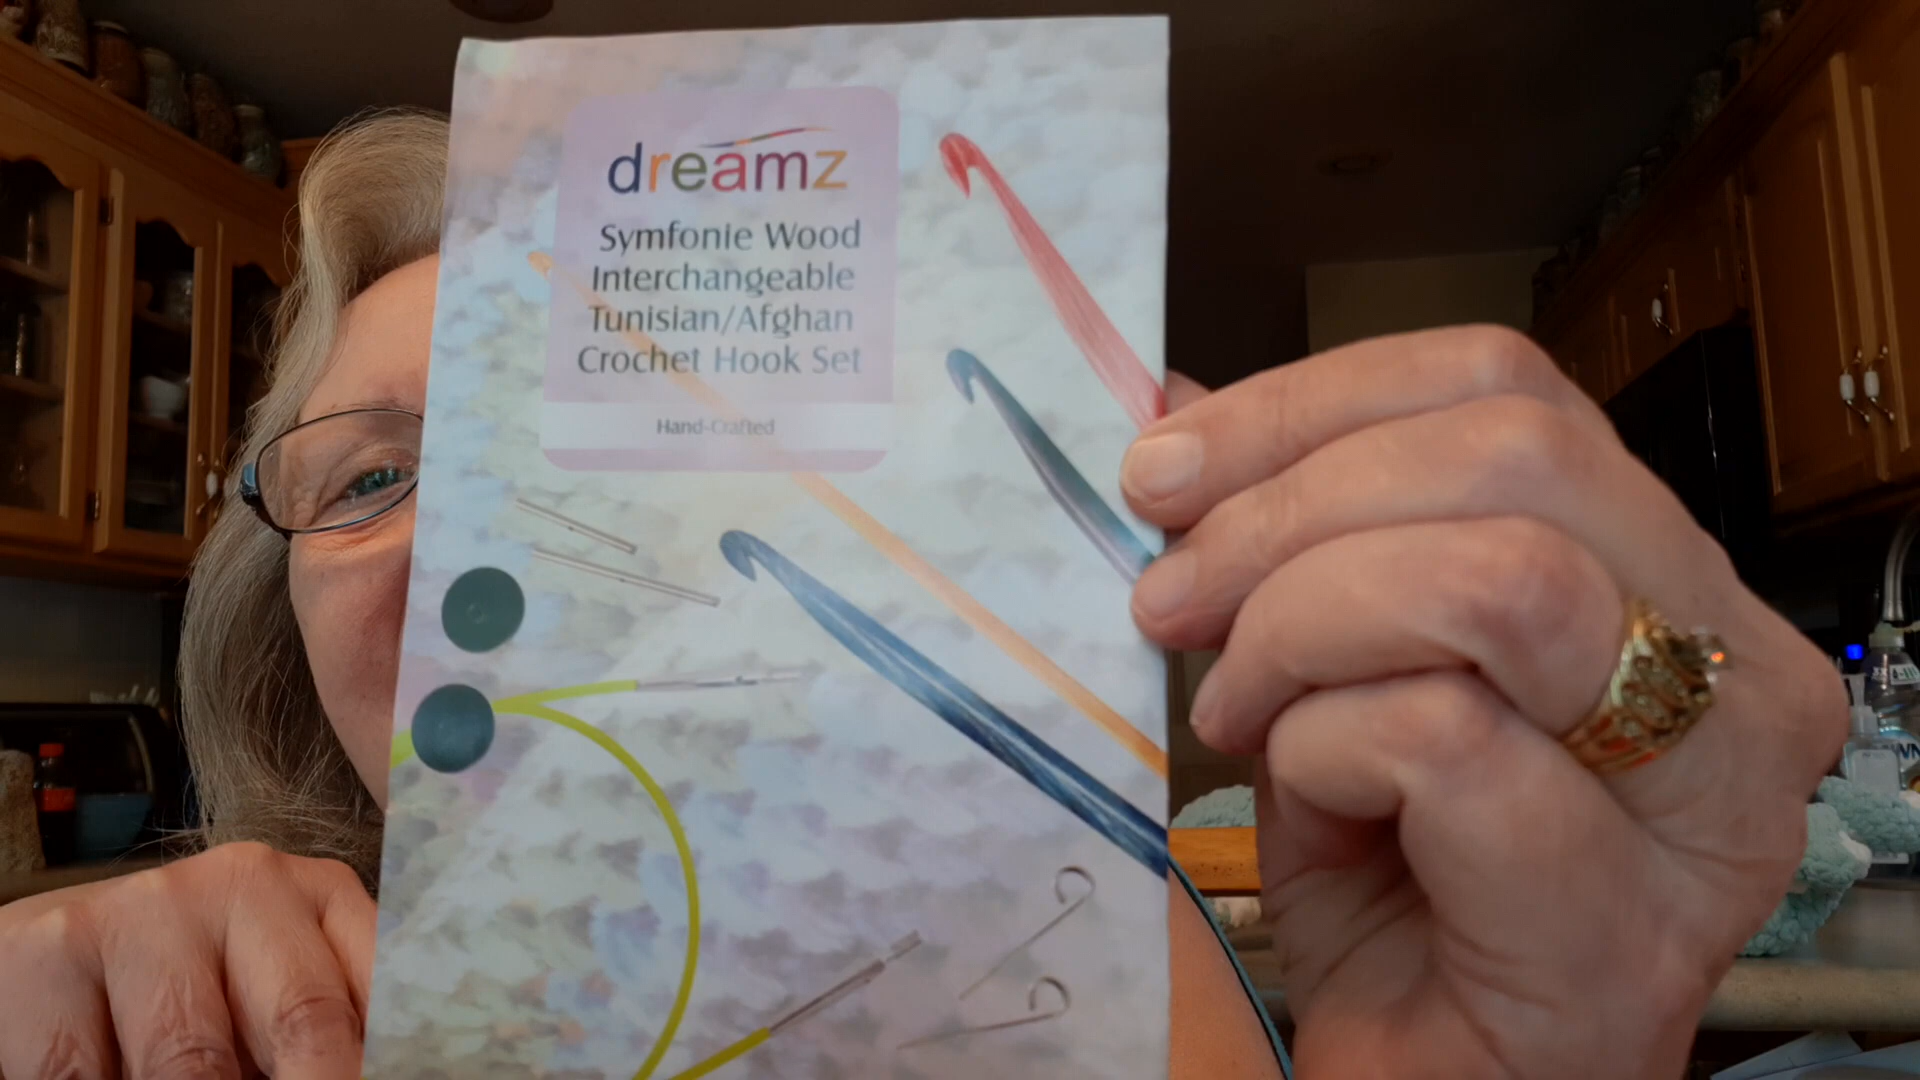 dreamz
Symfonie Wood
Interchangeable
Tunisian/Afghan
Crochet Hook Set
Hand-Crafted